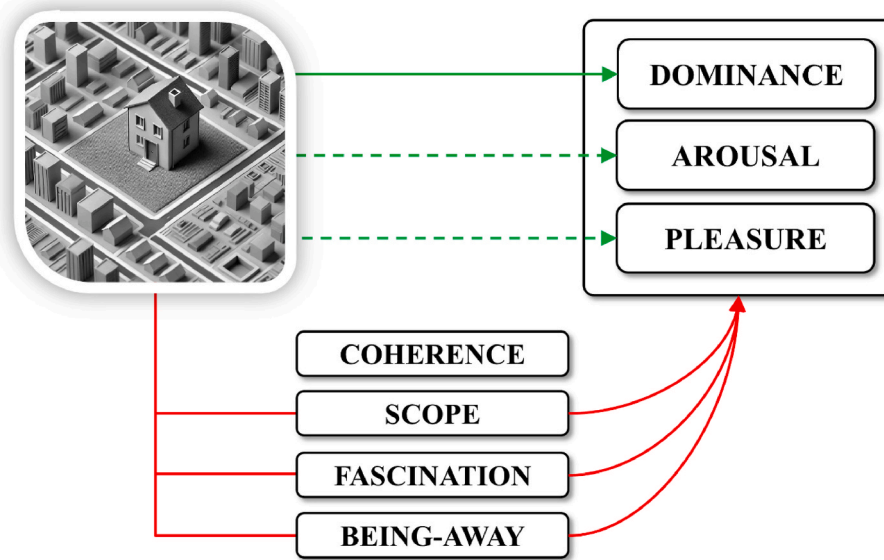 DOMINANCE
AROUSAL
PLEASURE
COHERENCE
SCOPE
FASCINATION
BEING-AWAY